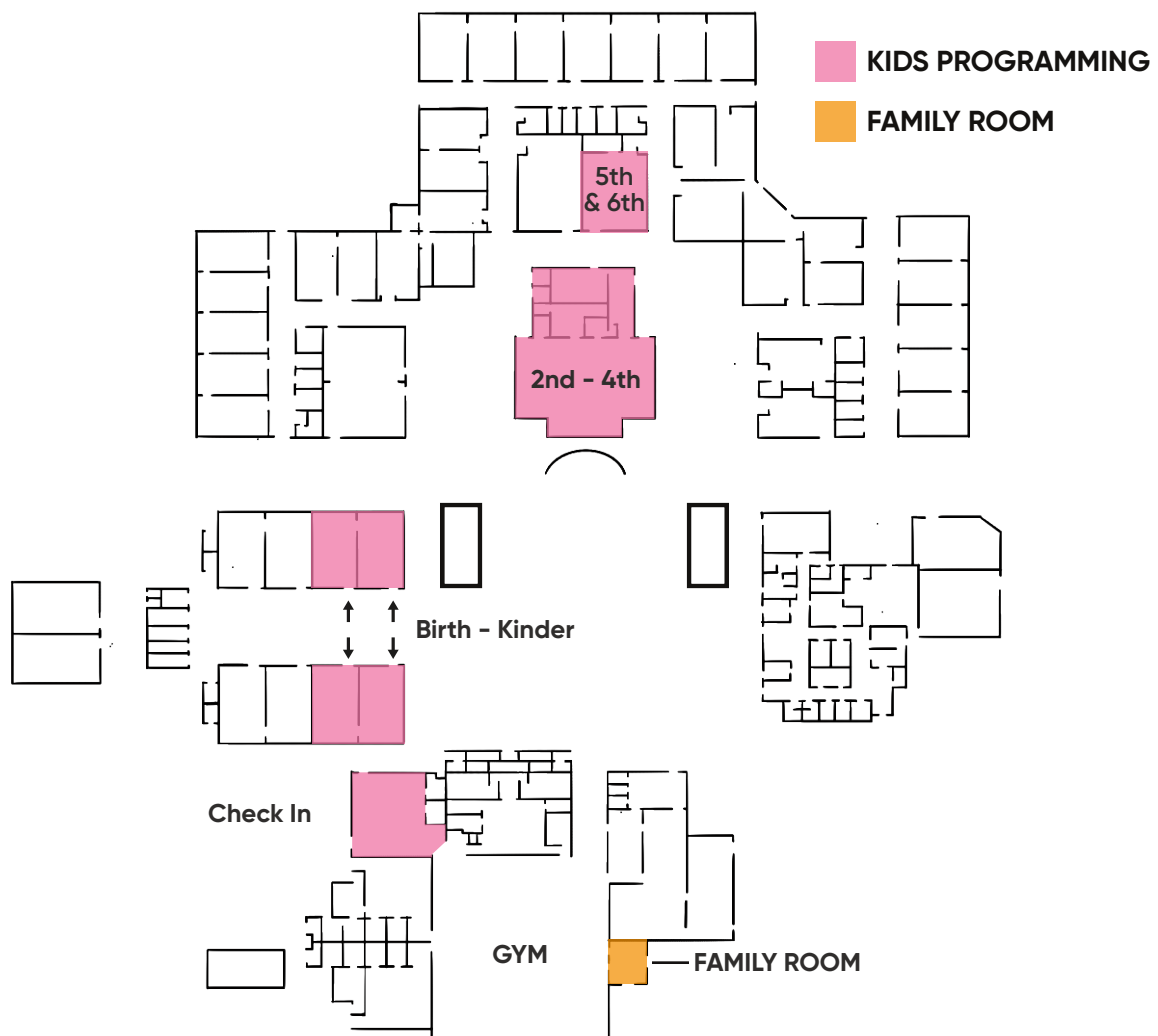 KIDS PROGRAMMING
FAMILY ROOM
5th
& 6th
2nd - 4th
Birth - Kinder
Check In
GYM
FAMILY ROOM